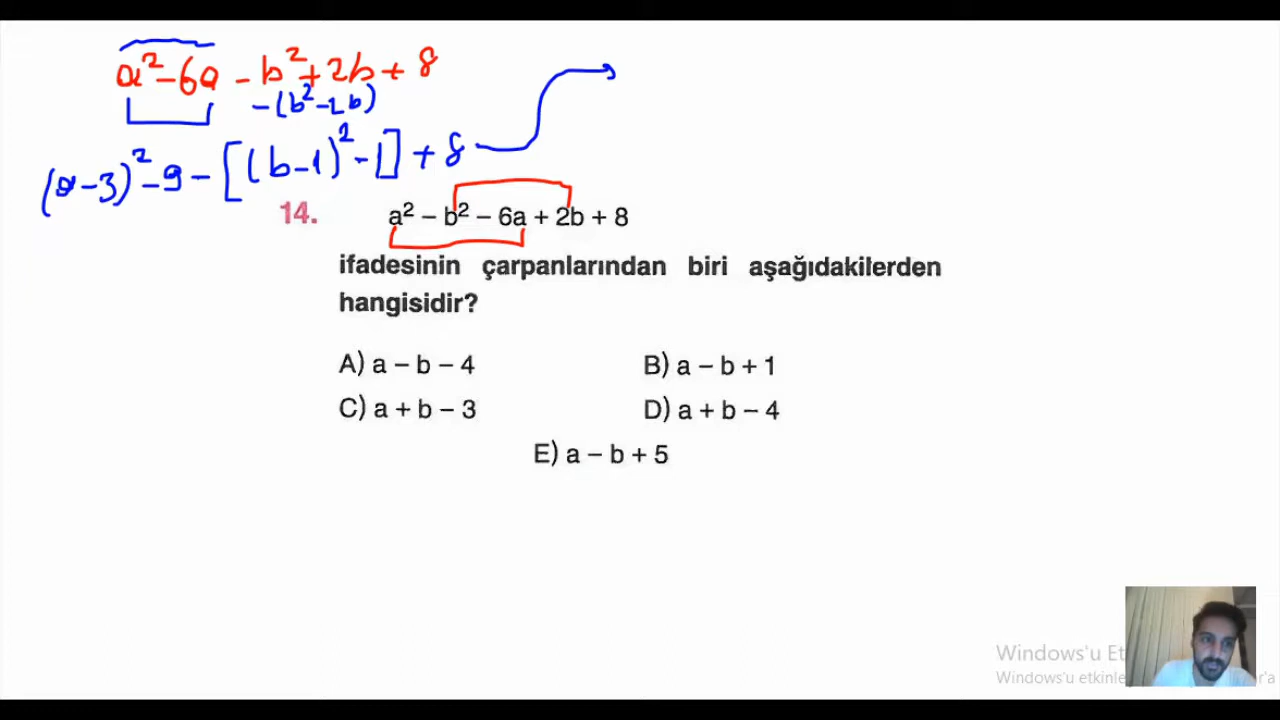 a² - 6a - b² + 2b + 8
-(b² - 2b)
(a - 3)² - 9 - [(b - 1)² - 1] + 8
14. a² – b² – 6a + 2b + 8
ifadesinin çarpanlarından biri aşağıdakilerden
hangisidir?
A) a – b – 4 B) a – b + 1
C) a + b – 3 D) a + b – 4
E) a – b + 5
Windows'u Et
Windows'u etkinle